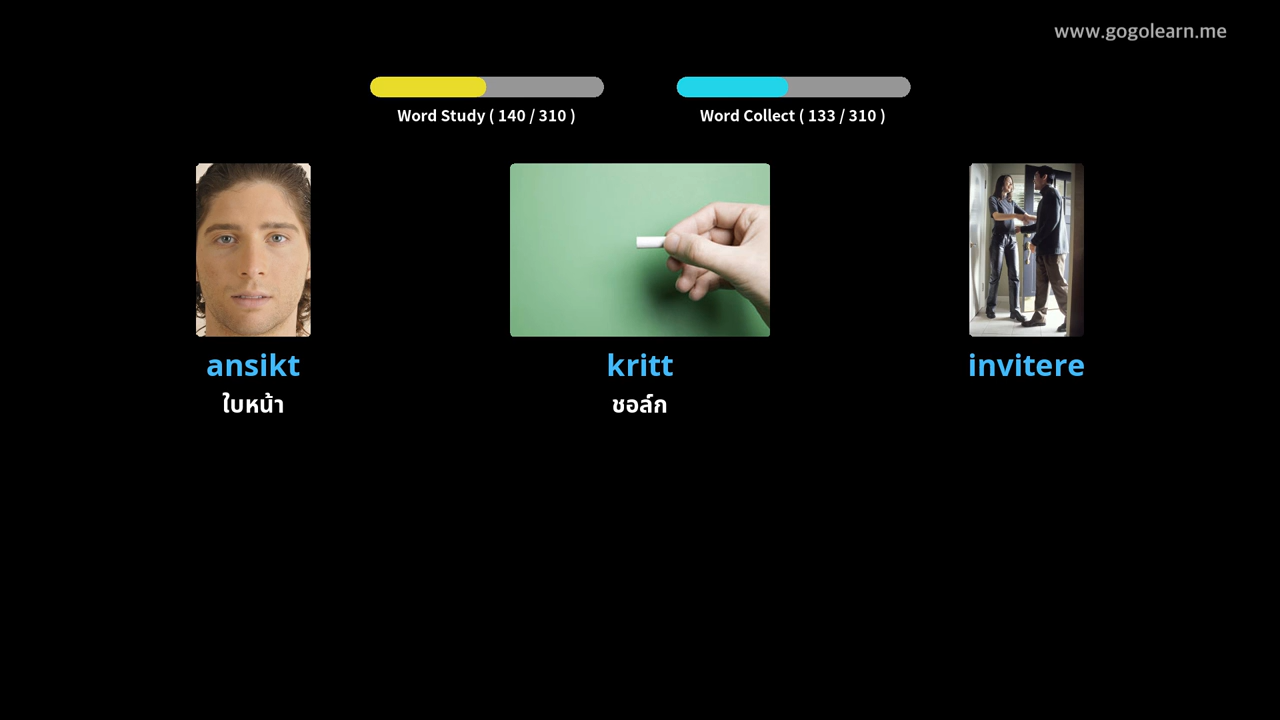 www.gogolearn.me
Word Study ( 140 / 310 )
Word Collect ( 133 / 310 )
ansikt
ใบหน้า
kritt
ชอล์ก
invitere